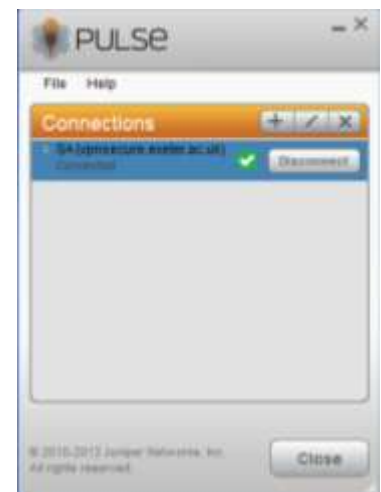 PULSE
File Help
Connections
SA (vpnsecure.exeter.ac.uk)
Connected
Disconnect
© 2010-2013 Juniper Networks, Inc.
All rights reserved.
Close